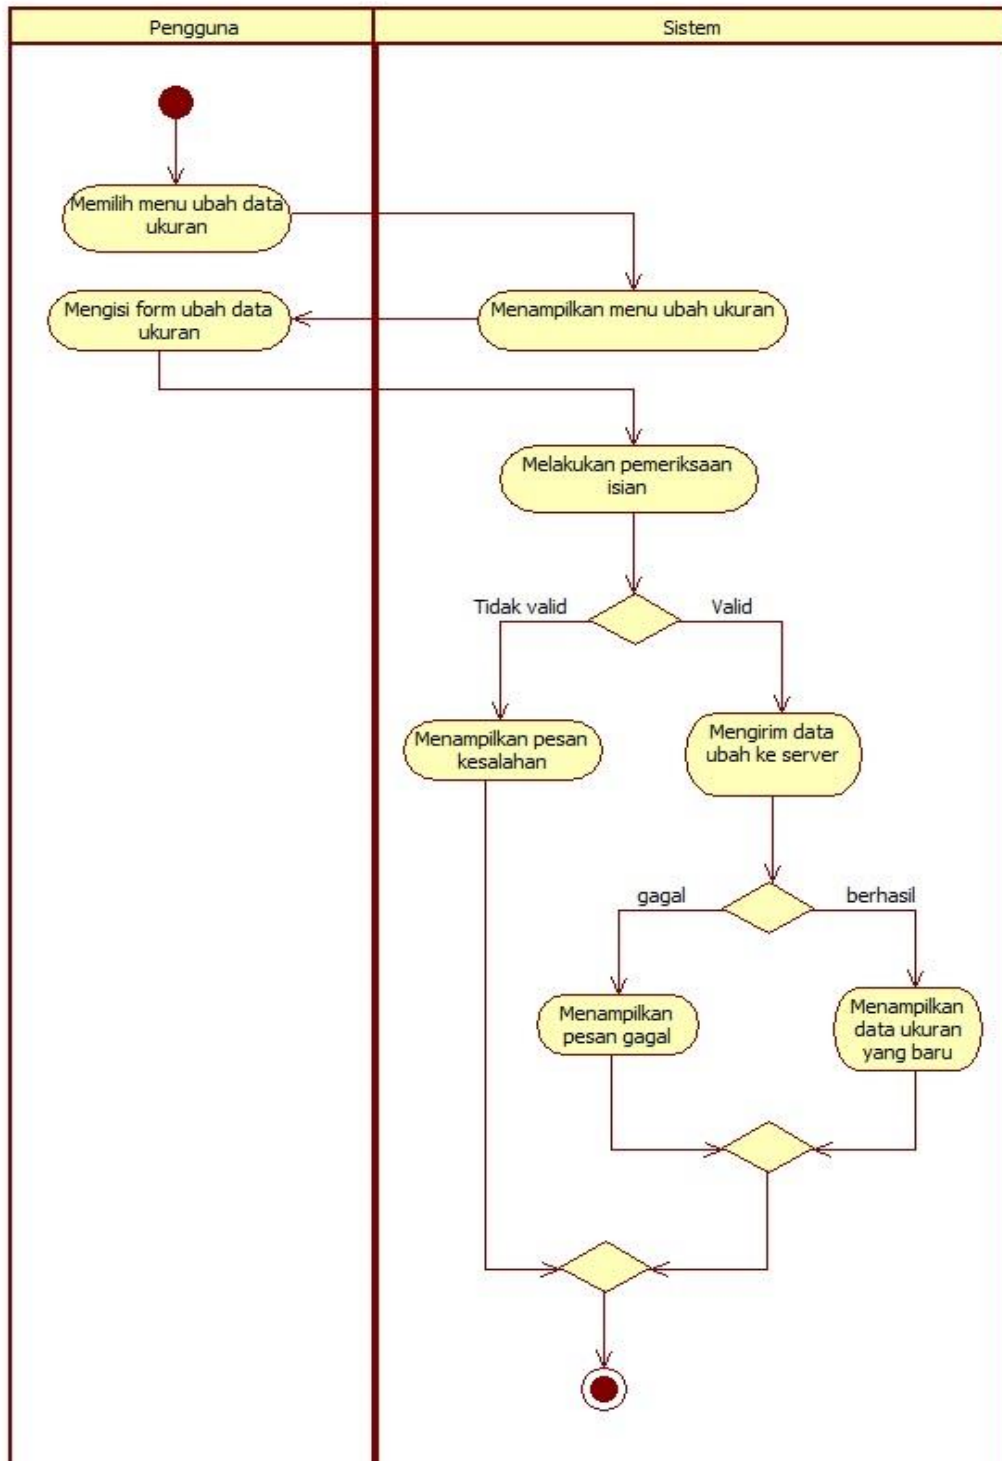 Pengguna
Sistem
Memilih menu ubah data
ukuran
Mengisi form ubah data
ukuran
Menampilkan menu ubah ukuran
Melakukan pemeriksaan
isian
Tidak valid
Valid
Menampilkan pesan
kesalahan
Mengirim data
ubah ke server
gagal
berhasil
Menampilkan
pesan gagal
Menampilkan
data ukuran
yang baru